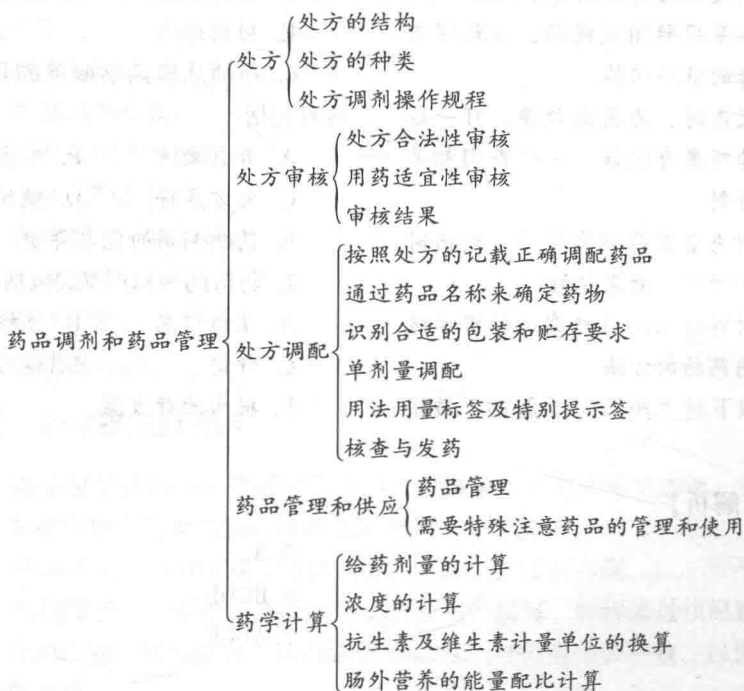 处方的结构
处方
处方的种类
处方调剂操作规程
处方合法性审核
处方审核
用药适宜性审核
审核结果
按照处方的记载正确调配药品
通过药品名称来确定药物
药品调剂和药品管理
处方调配
识别合适的包装和贮存要求
单剂量调配
用法用量标签及特别提示签
核查与发药
药品管理和供应
药品管理
需要特殊注意药品的管理和使用
给药剂量的计算
药学计算
浓度的计算
抗生素及维生素计量单位的换算
肠外营养的能量配比计算